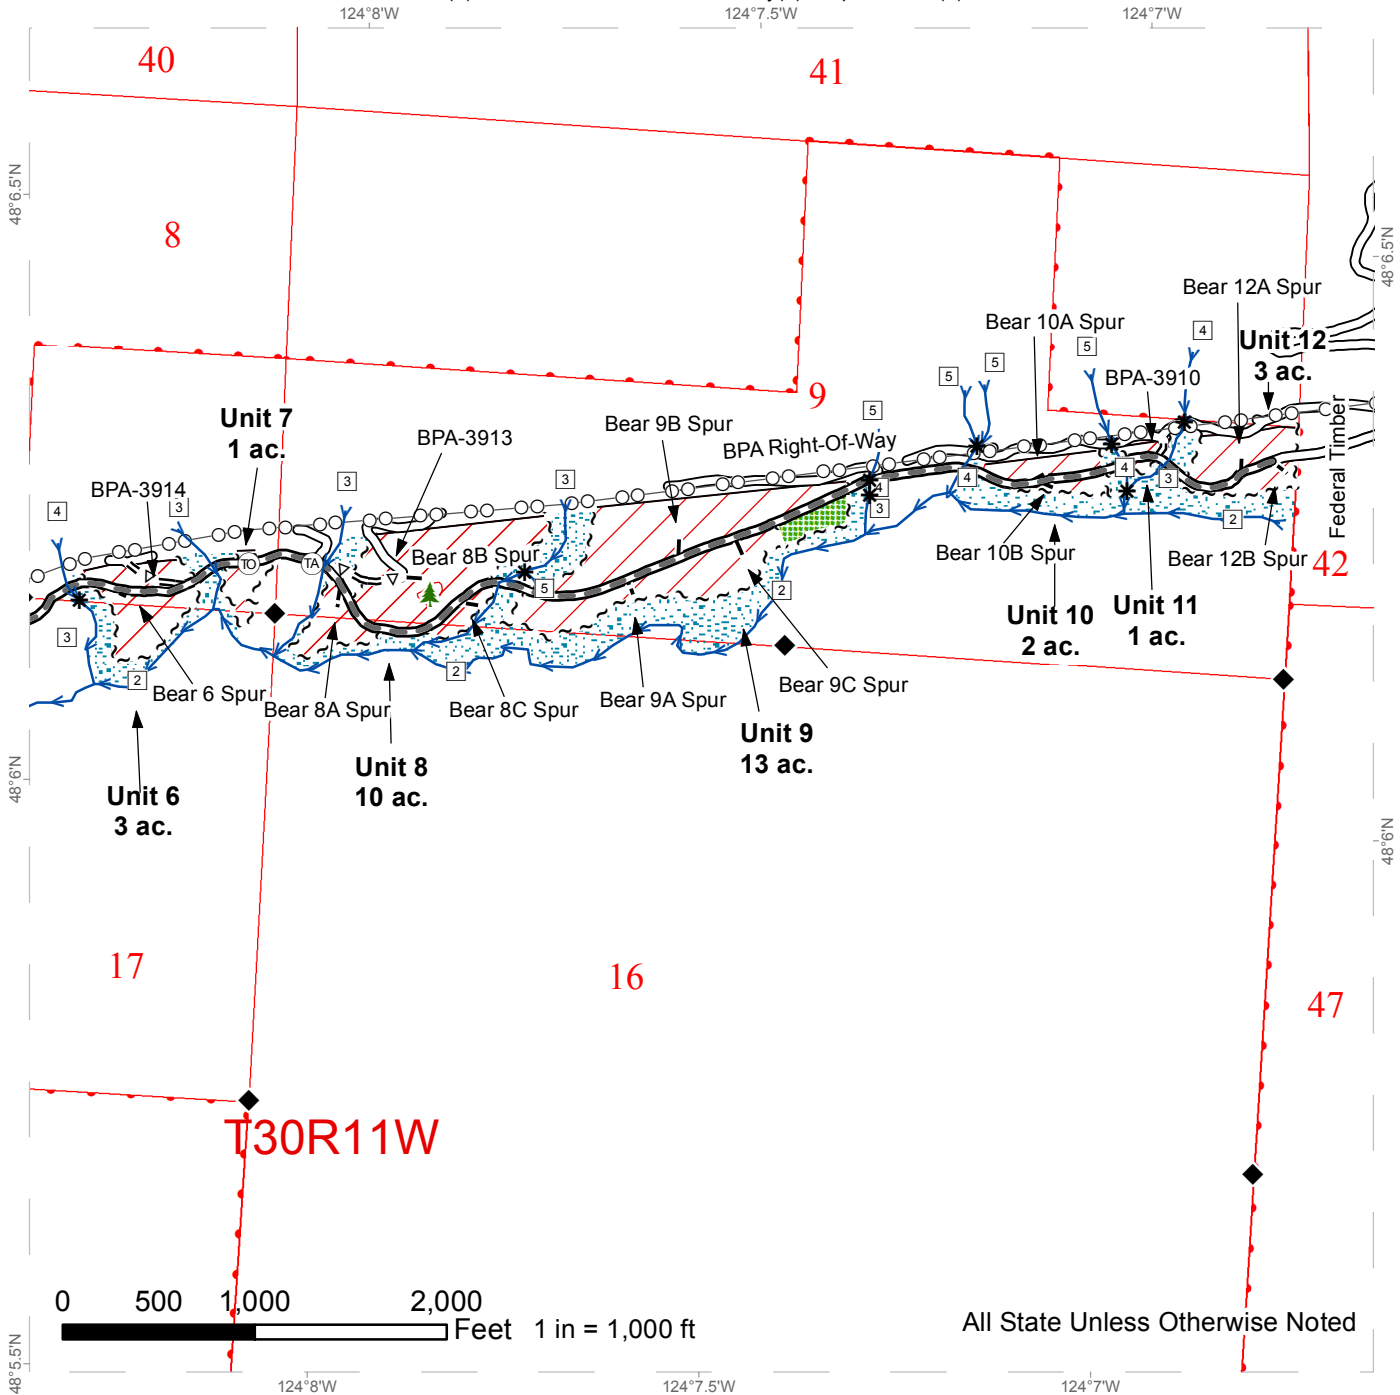 124°8'W
124°7.5'W
124°7'W
40
41
48°6.5'N
48°6.5'N
8
9
Bear 12A Spur
Bear 10A Spur
4
Unit 12
3 ac.
5
5
5
BPA-3910
5
Unit 7
1 ac.
Bear 9B Spur
BPA Right-Of-Way
BPA-3913
Federal Timber
BPA-3914
3
3
3
4
4
4
4
3
3
2
Bear 8B Spur
TO
TA
5
2
Bear 10B Spur
Bear 12B Spur
42
3
2
2
Unit 10
2 ac.
Unit 11
1 ac.
Bear 6 Spur
Bear 8A Spur
Bear 8C Spur
Bear 9A Spur
Bear 9C Spur
Unit 9
13 ac.
Unit 8
10 ac.
Unit 6
3 ac.
48°6'N
48°6'N
17
16
47
T30R11W
0 500 1,000 2,000
Feet 1 in = 1,000 ft
All State Unless Otherwise Noted
48°5.5'N
48°5.5'N
124°8'W
124°7.5'W
124°7'W